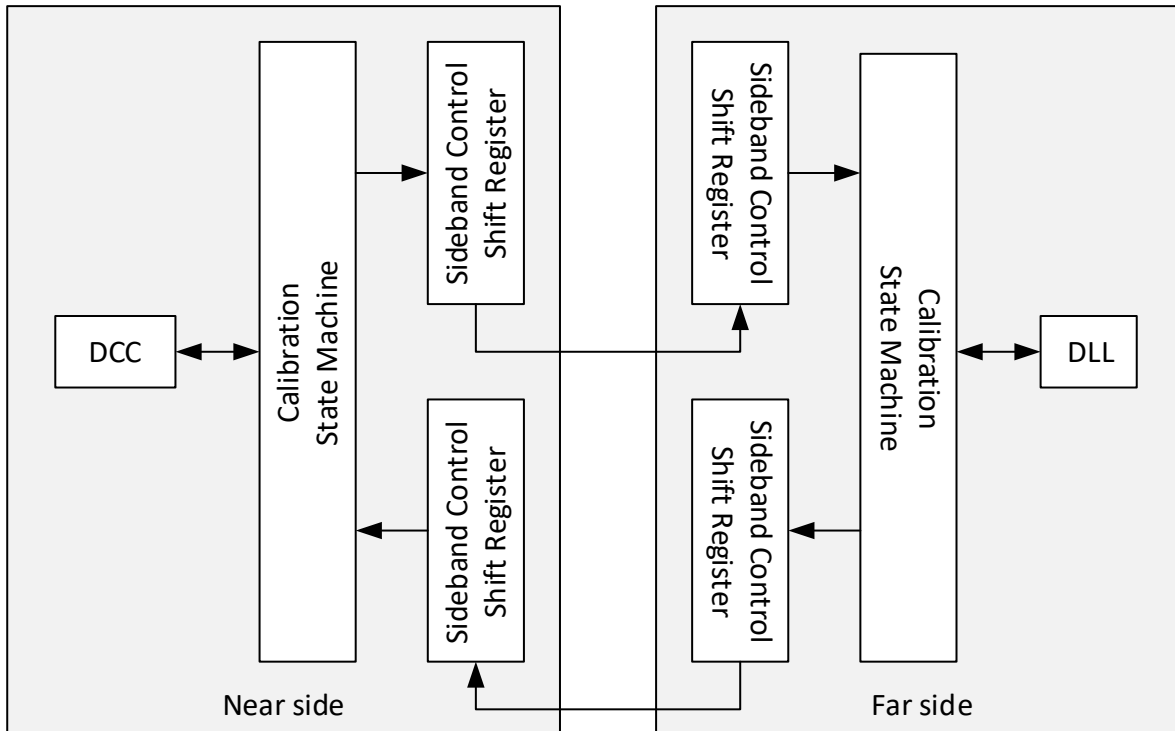 DCC
Calibration
State Machine
Sideband Control
Shift Register
Sideband Control
Shift Register
Near side
Sideband Control
Shift Register
Sideband Control
Shift Register
Calibration
State Machine
DLL
Far side